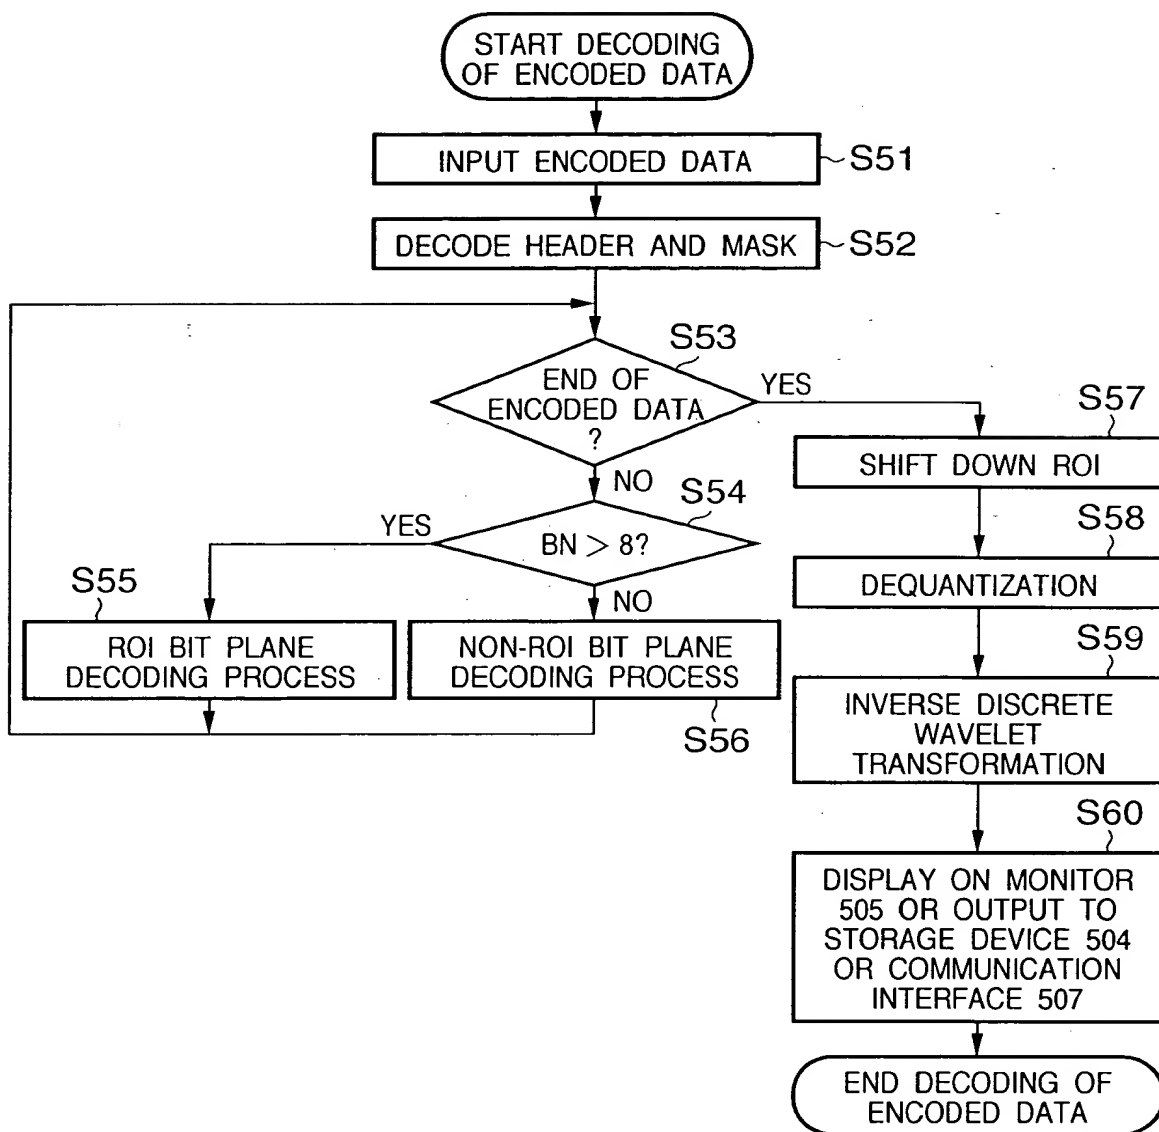 START DECODING
OF ENCODED DATA
INPUT ENCODED DATA
S51
DECODE HEADER AND MASK
S52
S53
END OF
ENCODED DATA
?
YES
NO
S54
BN > 8?
YES
NO
S55
ROI BIT PLANE
DECODING PROCESS
NON-ROI BIT PLANE
DECODING PROCESS
S56
S57
SHIFT DOWN ROI
S58
DEQUANTIZATION
S59
INVERSE DISCRETE
WAVELET
TRANSFORMATION
S60
DISPLAY ON MONITOR
505 OR OUTPUT TO
STORAGE DEVICE 504
OR COMMUNICATION
INTERFACE 507
END DECODING OF
ENCODED DATA